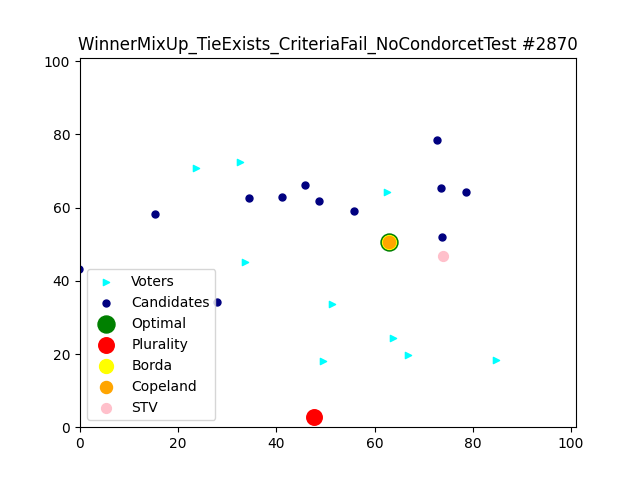 WinnerMixUp_TieExists_CriteriaFail_NoCondorcetTest #2870
100
80
60
40
20
0
Voters
Candidates
Optimal
Plurality
Borda
Copeland
STV
0 20 40 60 80 100